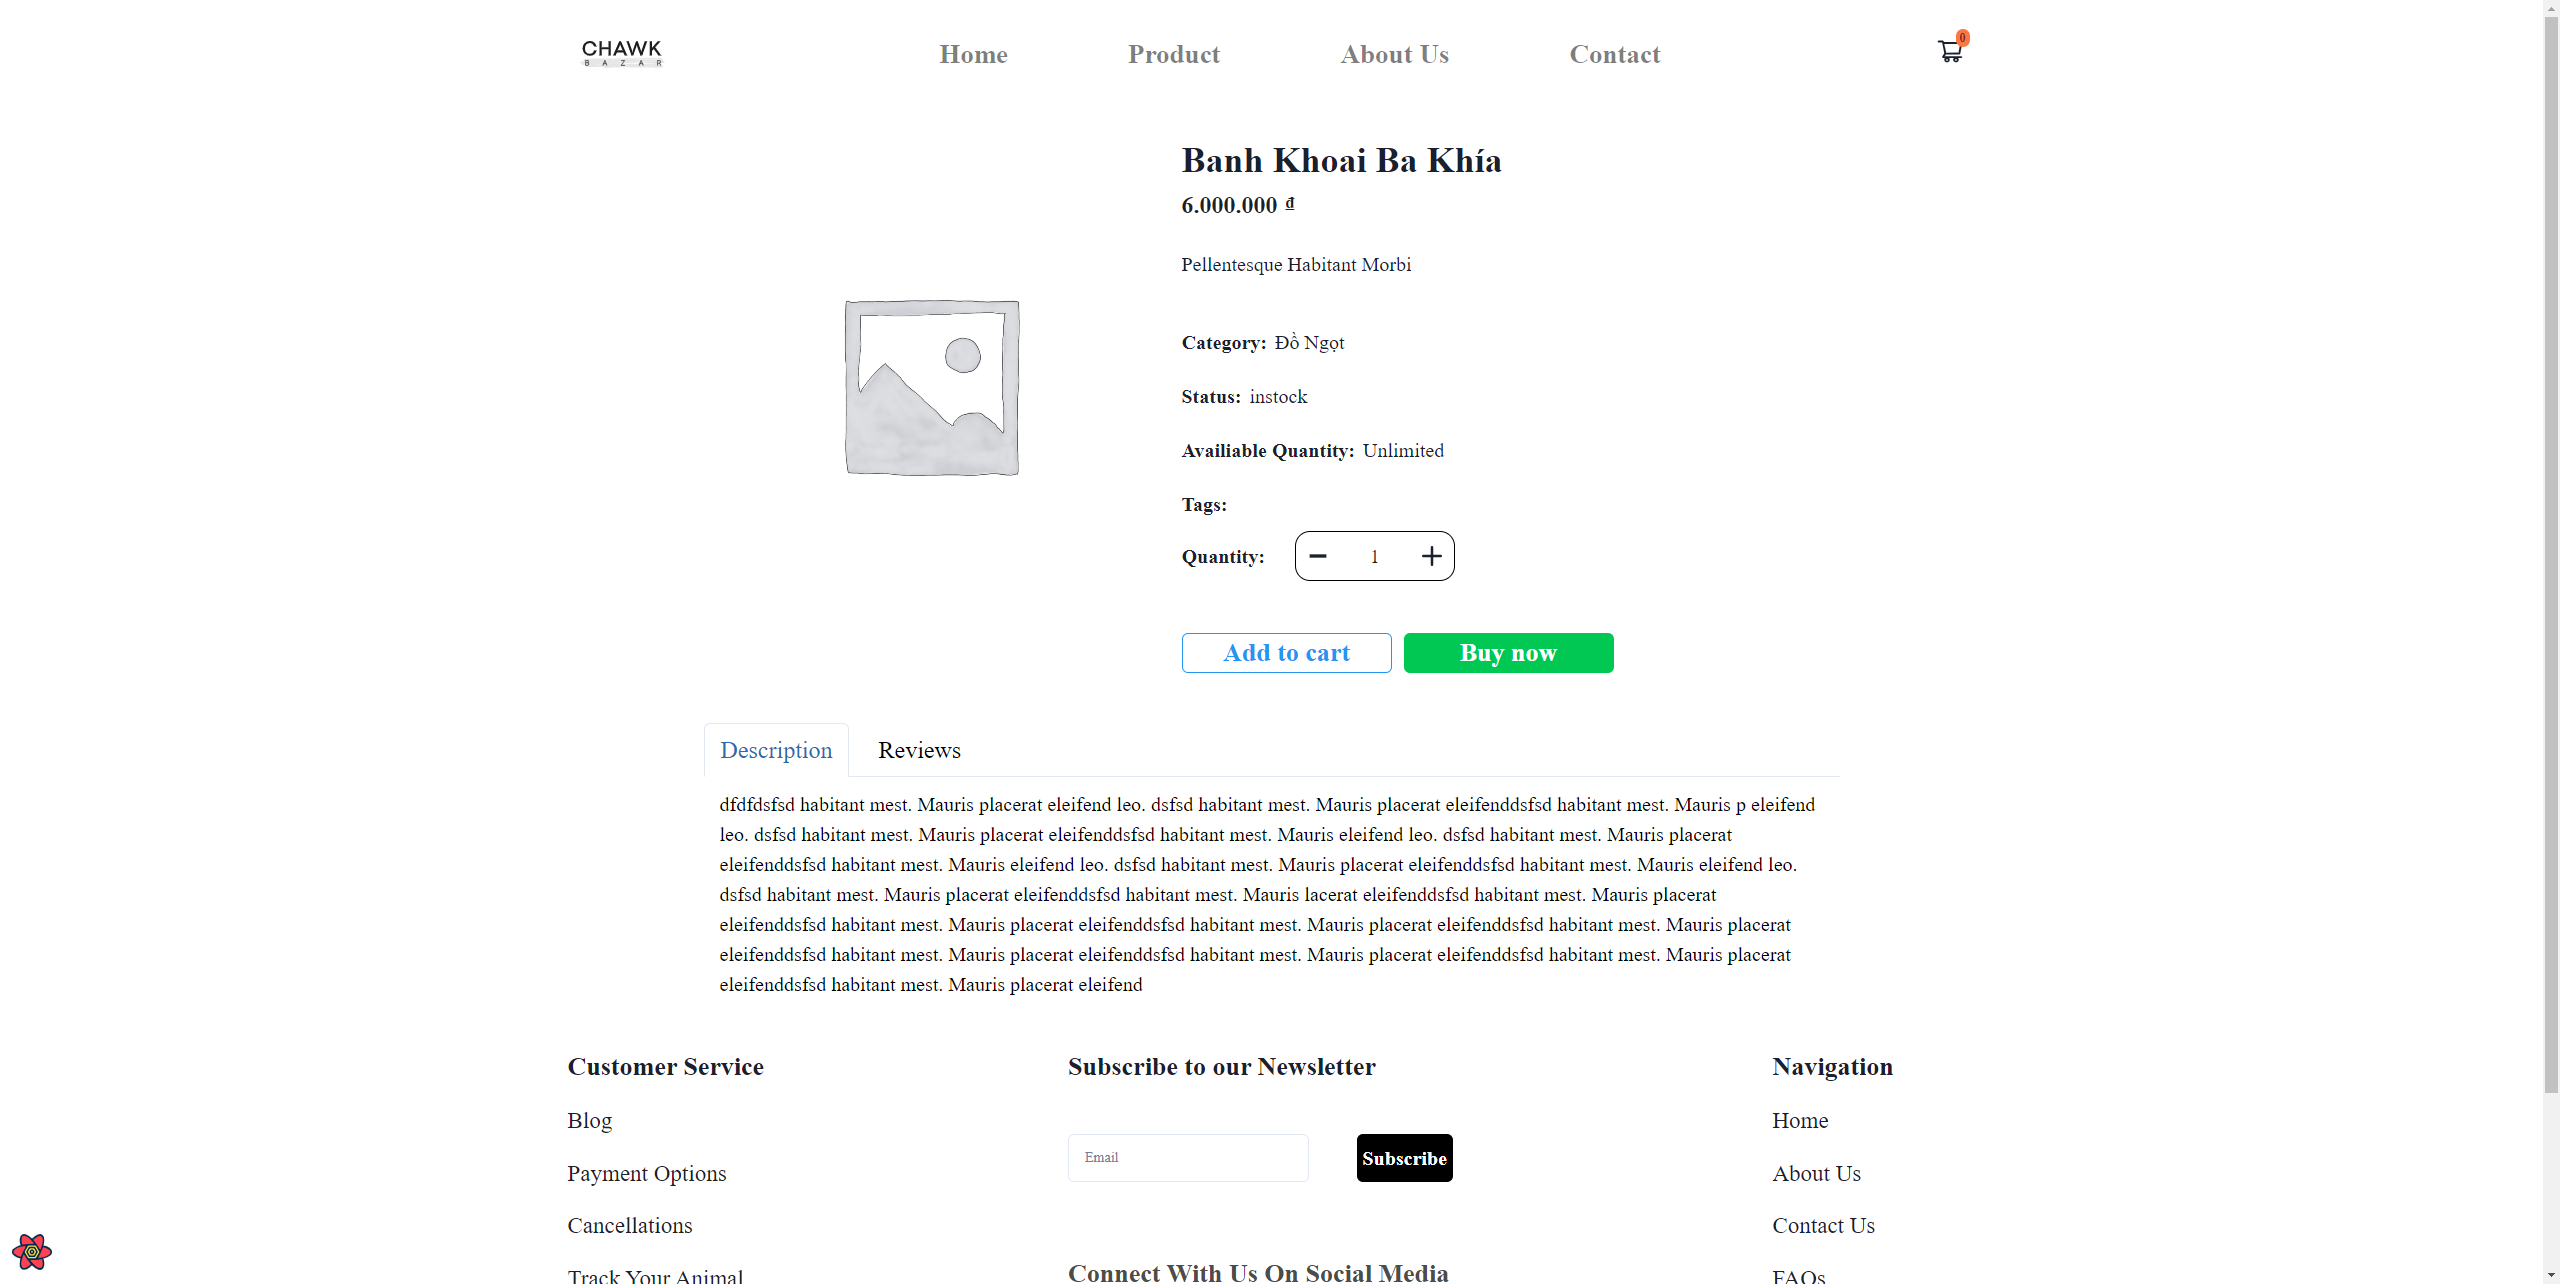 CHAWK
BAZAR
Home
Product
About Us
Contact
0
Banh Khoai Ba Khía
6.000.000 ₫
Pellentesque Habitant Morbi
Category: Đồ Ngọt
Status: instock
Availiable Quantity: Unlimited
Tags:
Quantity: 1
Add to cart
Buy now
Description
Reviews
dfdfdsfsd habitant mest. Mauris placerat eleifend leo. dsfsd habitant mest. Mauris placerat eleifenddsfsd habitant mest. Mauris p eleifend
leo. dsfsd habitant mest. Mauris placerat eleifenddsfsd habitant mest. Mauris eleifend leo. dsfsd habitant mest. Mauris placerat
eleifenddsfsd habitant mest. Mauris eleifend leo. dsfsd habitant mest. Mauris placerat eleifenddsfsd habitant mest. Mauris eleifend leo.
dsfsd habitant mest. Mauris placerat eleifenddsfsd habitant mest. Mauris lacerat eleifenddsfsd habitant mest. Mauris placerat
eleifenddsfsd habitant mest. Mauris placerat eleifenddsfsd habitant mest. Mauris placerat eleifenddsfsd habitant mest. Mauris placerat
eleifenddsfsd habitant mest. Mauris placerat eleifenddsfsd habitant mest. Mauris placerat eleifenddsfsd habitant mest. Mauris placerat
eleifenddsfsd habitant mest. Mauris placerat eleifend
Customer Service
Blog
Payment Options
Cancellations
Track Your Animal
Subscribe to our Newsletter
Email
Subscribe
Connect With Us On Social Media
Navigation
Home
About Us
Contact Us
FAQs